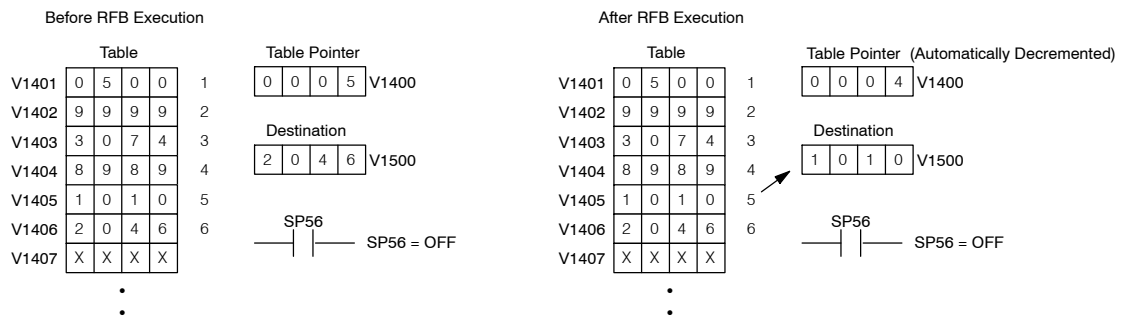 Before RFB Execution
Table
Table Pointer
V1401 0 5 0 0 1
0 0 0 5 V1400
V1402 9 9 9 9 2
V1403 3 0 7 4 3
Destination
V1404 8 9 8 9 4
2 0 4 6 V1500
V1405 1 0 1 0 5
V1406 2 0 4 6 6
SP56
SP56 = OFF
V1407 X X X X
After RFB Execution
Table
Table Pointer (Automatically Decremented)
V1401 0 5 0 0 1
0 0 0 4 V1400
V1402 9 9 9 9 2
V1403 3 0 7 4 3
Destination
V1404 8 9 8 9 4
1 0 1 0 V1500
V1405 1 0 1 0 5
V1406 2 0 4 6 6
SP56
SP56 = OFF
V1407 X X X X